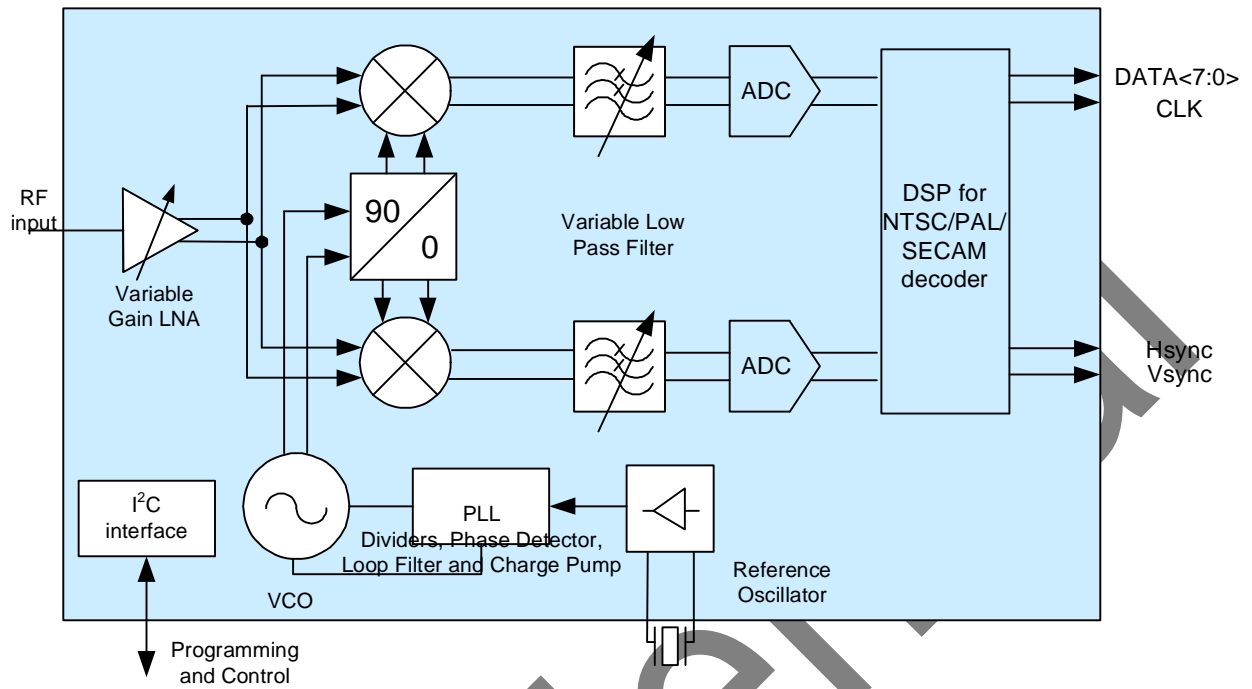 DATA<7:0>
CLK
ADC
RF
input
90
0
Variable Low
Pass Filter
DSP for
NTSC/PAL/
SECAM
decoder
Variable
Gain LNA
ADC
Hsync
Vsync
I²C
interface
PLL
Dividers, Phase Detector,
Loop Filter and Charge Pump
VCO
Reference
Oscillator
Programming
and Control